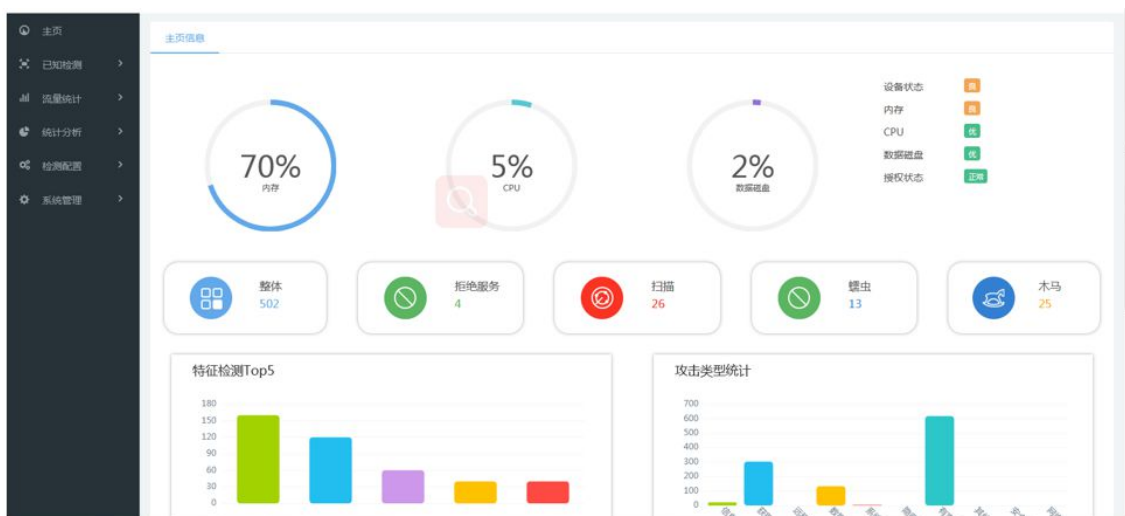 主页
已知检测
流量统计
统计分析
检测配置
系统管理
主页信息
70%
内存
5%
CPU
2%
数据磁盘
设备状态 良
内存 良
CPU 优
数据磁盘 优
授权状态 正常
整体
502
拒绝服务
4
扫描
26
蠕虫
13
木马
25
特征检测Top5
180
150
120
90
60
30
0
攻击类型统计
700
600
500
400
300
200
100
0